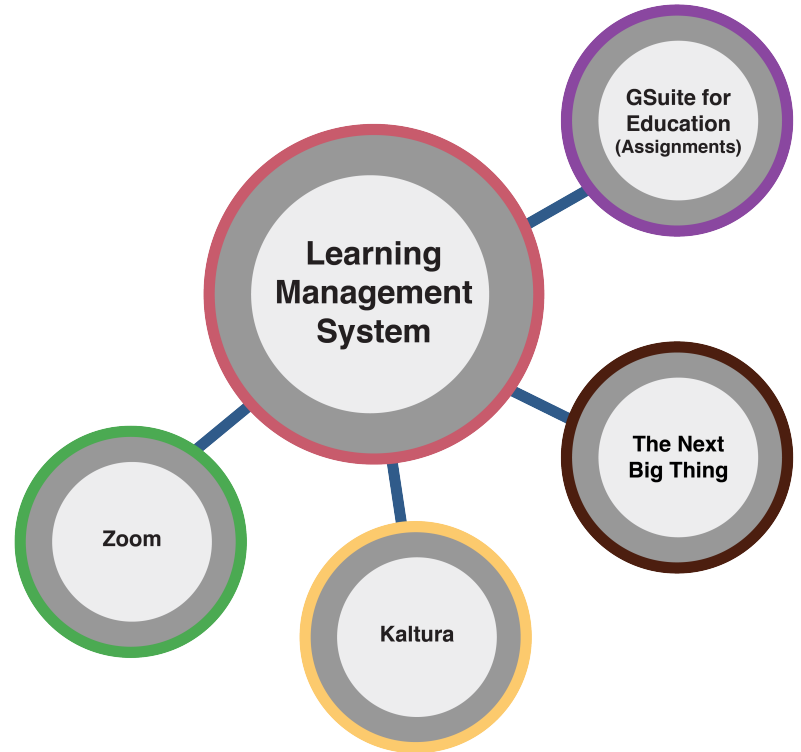 GSuite for
Education
(Assignments)
Learning
Management
System
The Next
Big Thing
Zoom
Kaltura